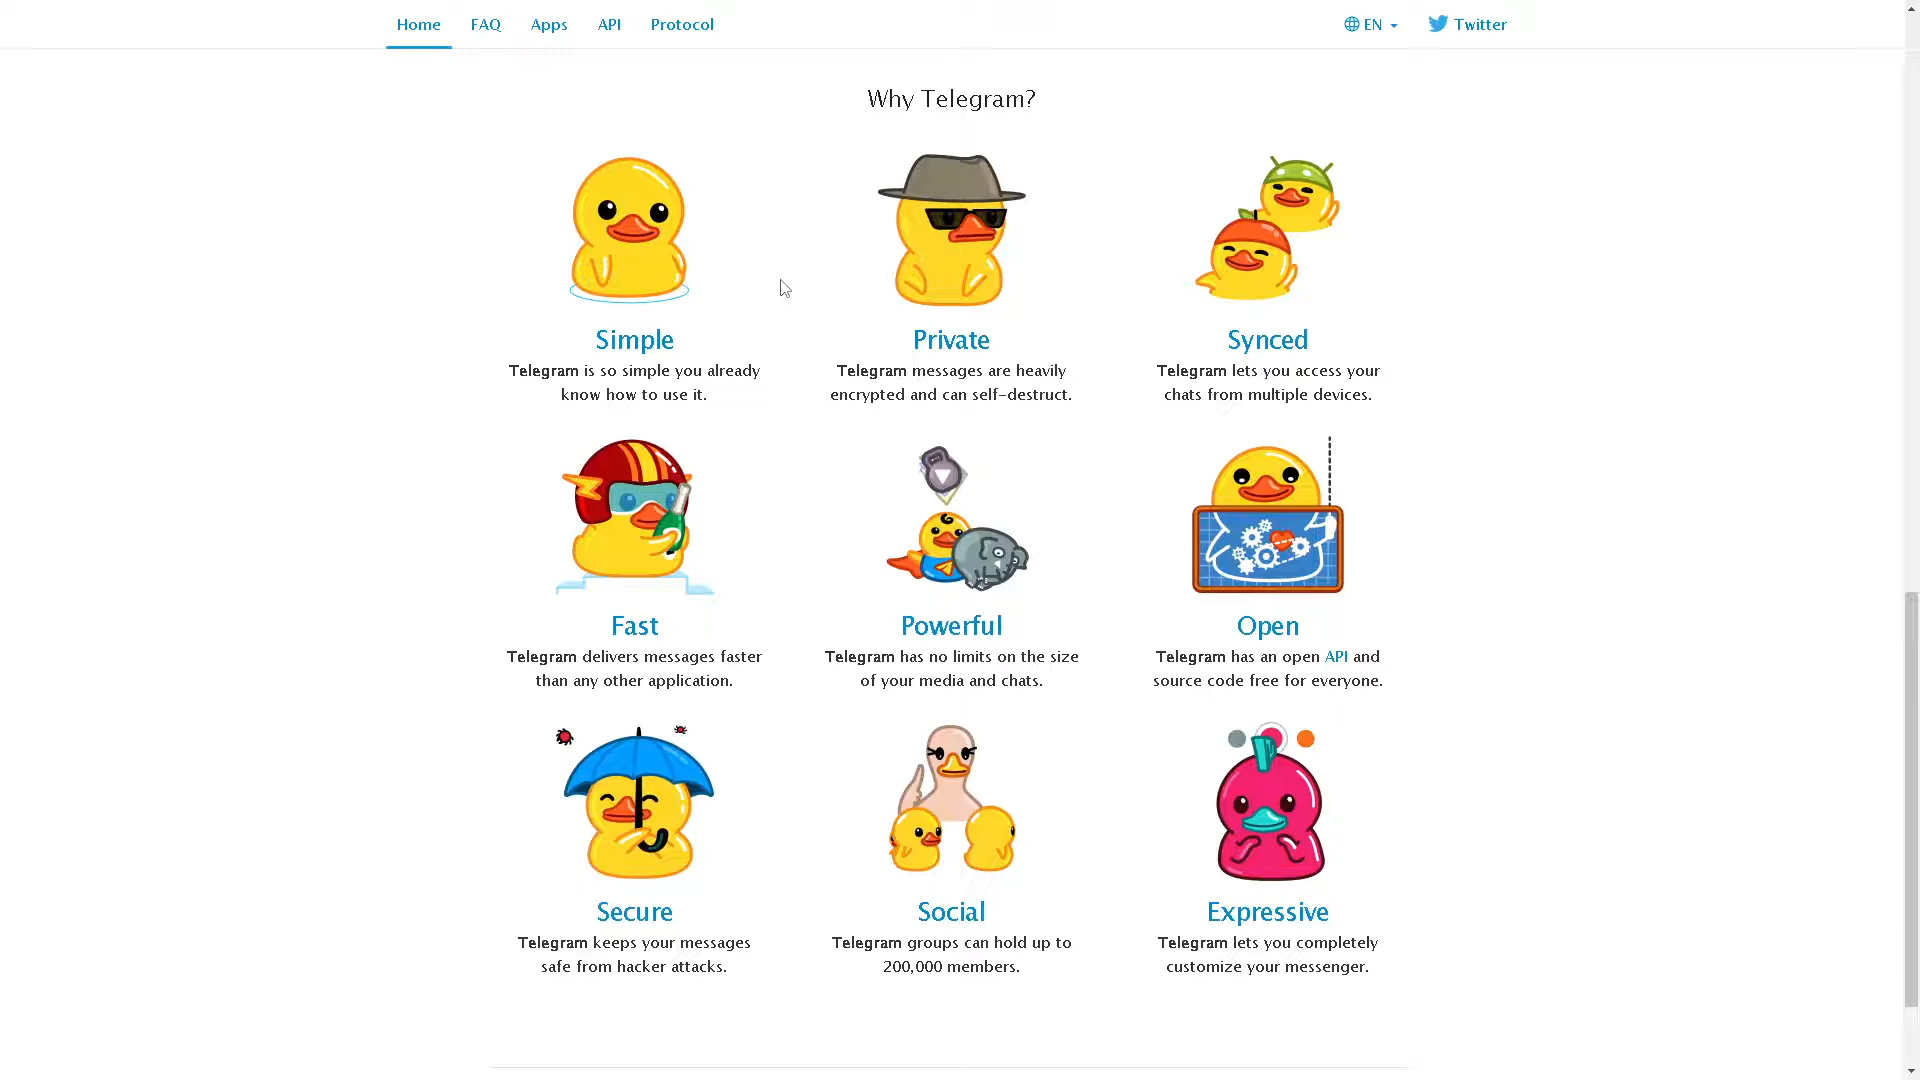 Home FAQ Apps API Protocol EN Twitter
Why Telegram?
Simple
Telegram is so simple you already
know how to use it.
Private
Telegram messages are heavily
encrypted and can self-destruct.
Synced
Telegram lets you access your
chats from multiple devices.
Fast
Telegram delivers messages faster
than any other application.
Powerful
Telegram has no limits on the size
of your media and chats.
Open
Telegram has an open API and
source code free for everyone.
Secure
Telegram keeps your messages
safe from hacker attacks.
Social
Telegram groups can hold up to
200,000 members.
Expressive
Telegram lets you completely
customize your messenger.